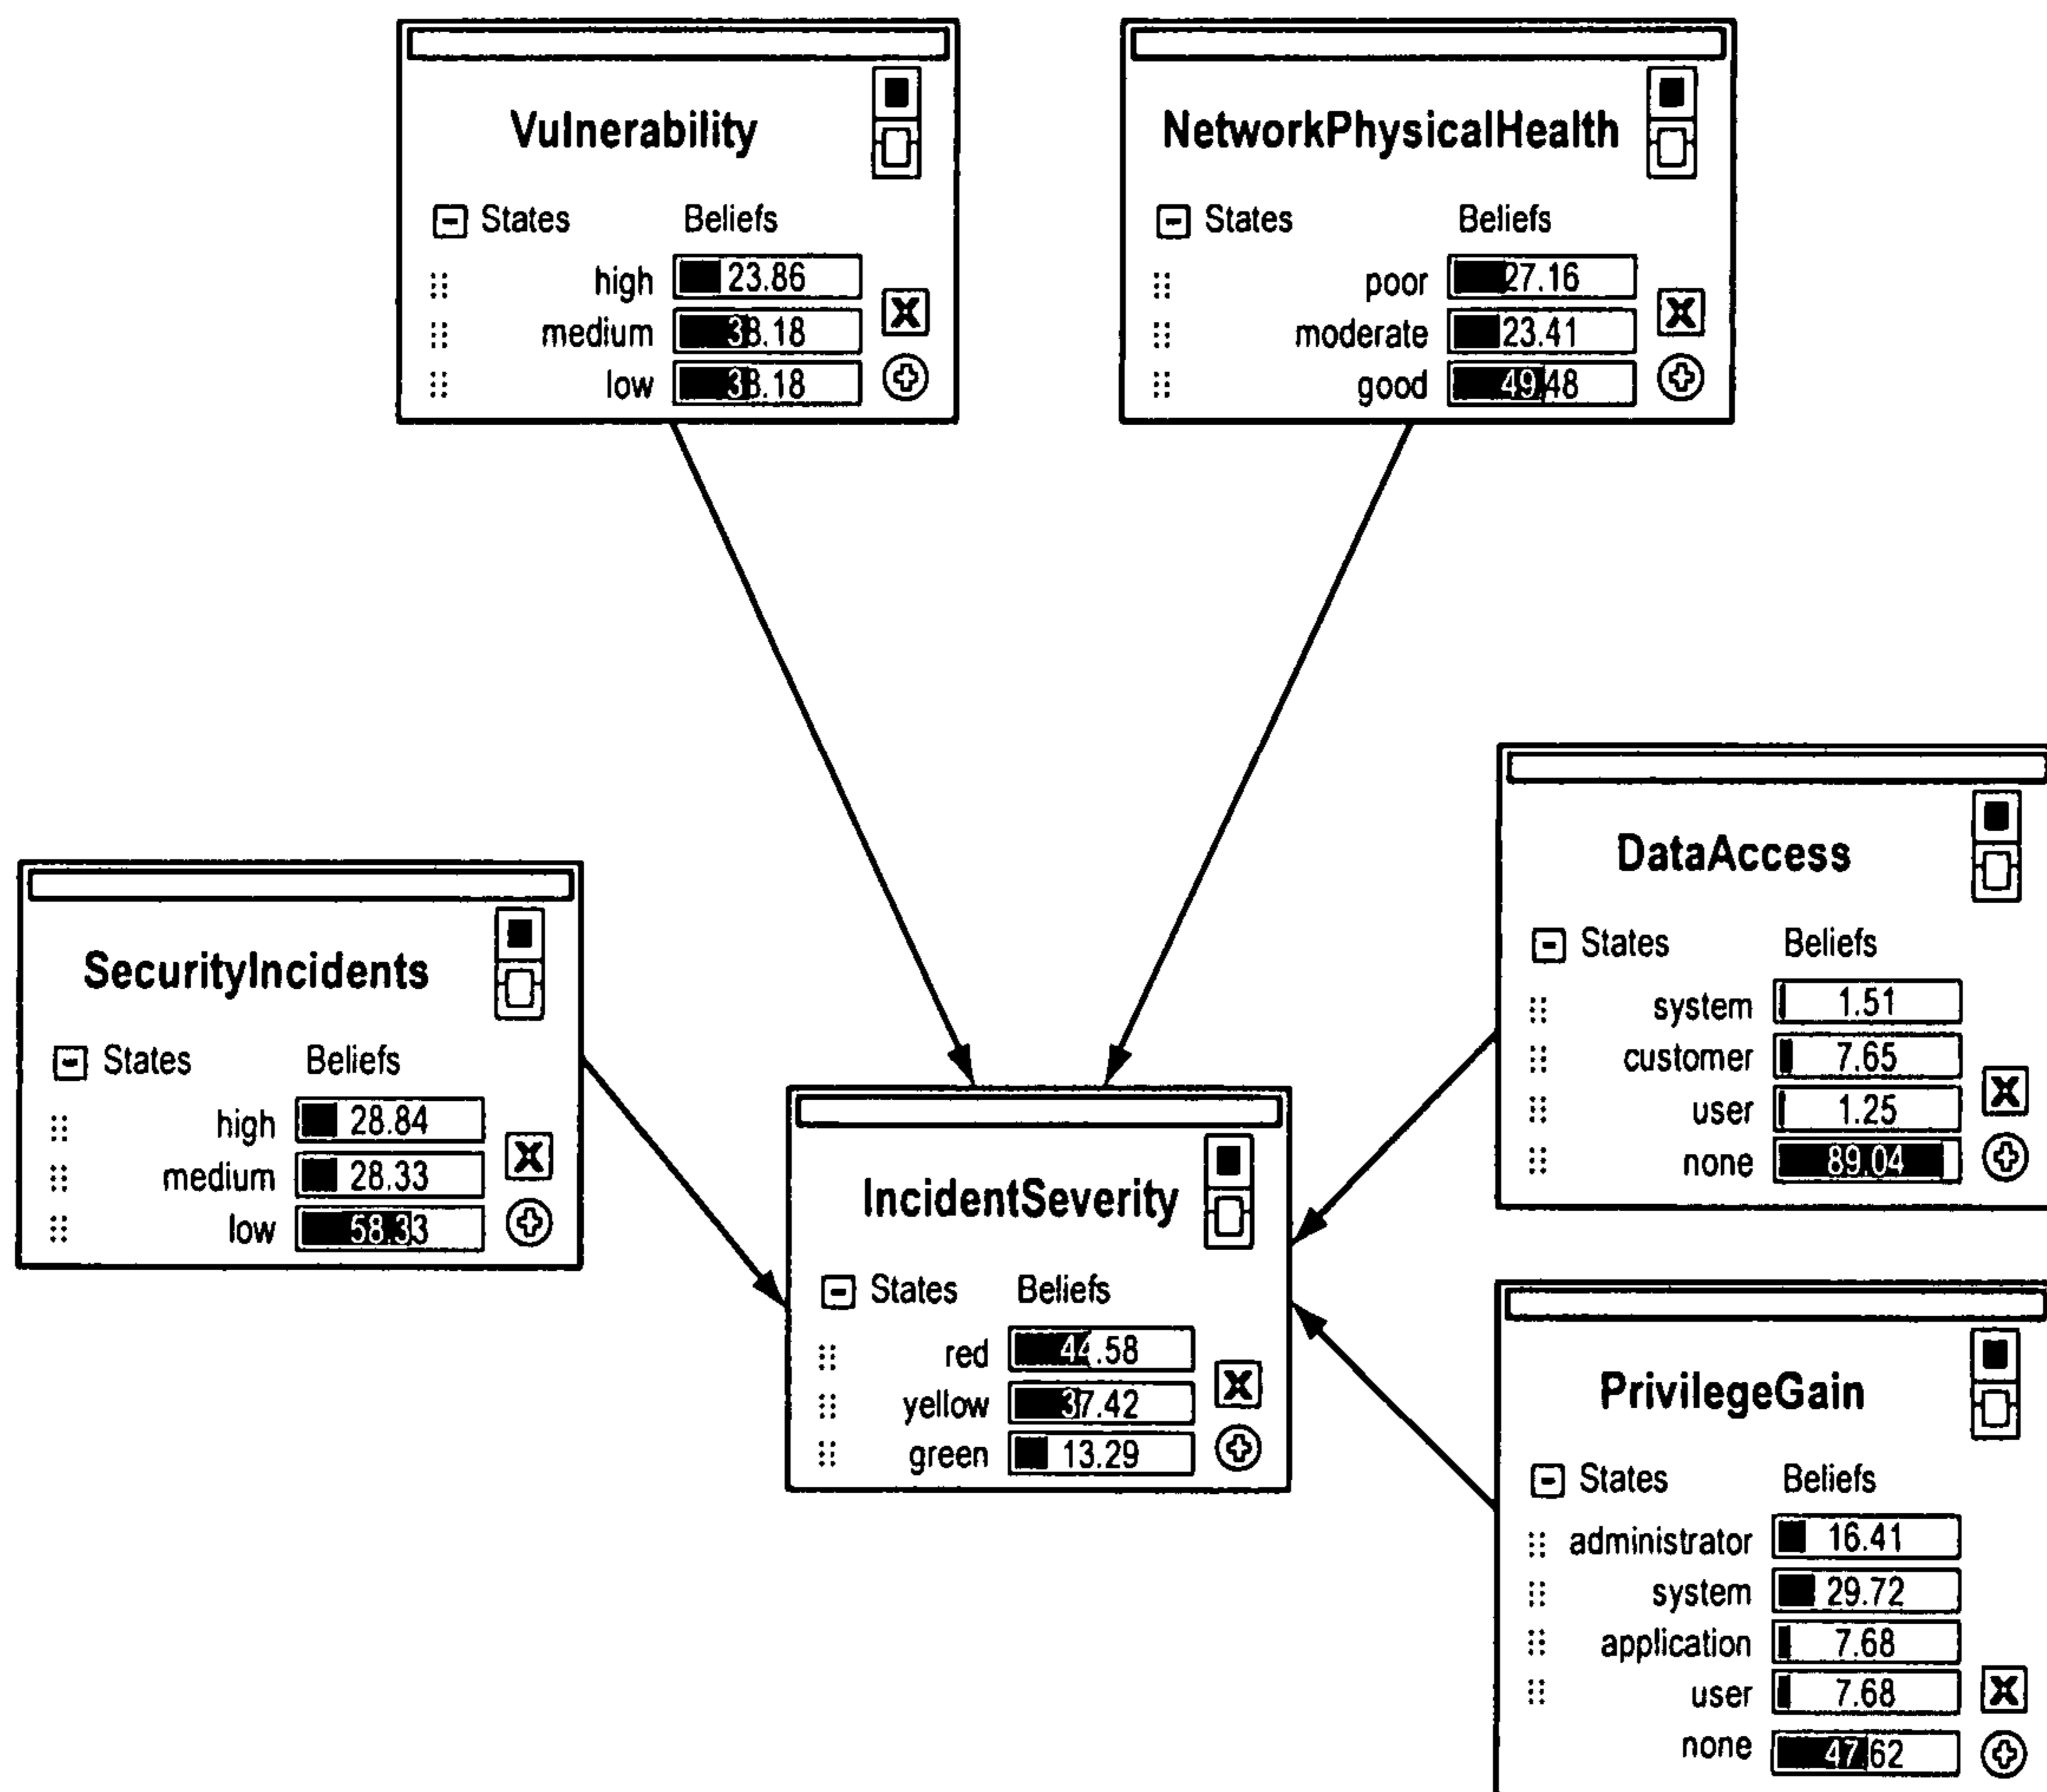 Vulnerability
States Beliefs
high 23.86
medium 38.18
low 38.18
NetworkPhysicalHealth
States Beliefs
poor 27.16
moderate 23.41
good 49.48
SecurityIncidents
States Beliefs
high 28.84
medium 28.33
low 58.33
IncidentSeverity
States Beliefs
red 44.58
yellow 37.42
green 13.29
DataAccess
States Beliefs
system 1.51
customer 7.65
user 1.25
none 89.04
PrivilegeGain
States Beliefs
administrator 16.41
system 29.72
application 7.68
user 7.68
none 47.62